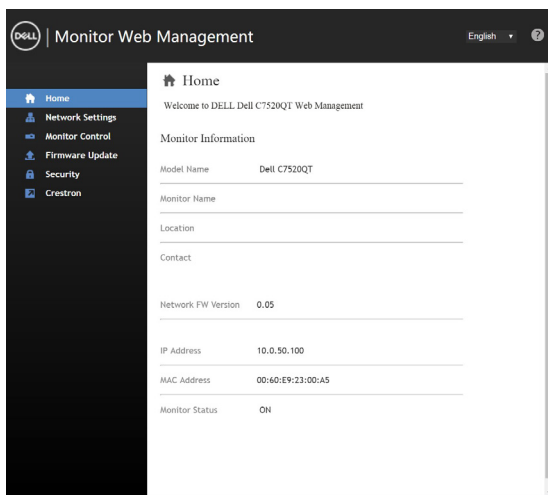 DELL | Monitor Web Management
English
?
Home
Network Settings
Monitor Control
Firmware Update
Security
Crestron
Home
Welcome to DELL Dell C7520QT Web Management
Monitor Information
Model Name Dell C7520QT
Monitor Name
Location
Contact
Network FW Version 0.05
IP Address 10.0.50.100
MAC Address 00:60:E9:23:00:A5
Monitor Status ON